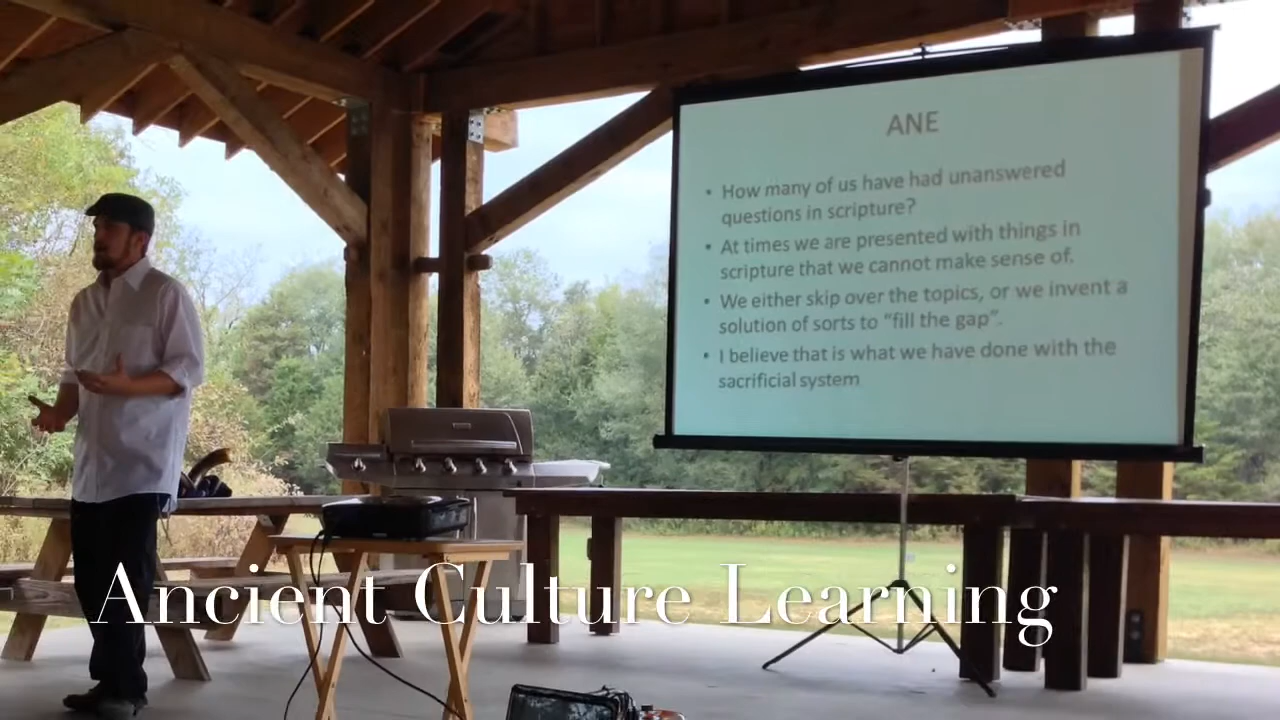 ANE
• How many of us have had unanswered
questions in scripture?
• At times we are presented with things in
scripture that we cannot make sense of.
• We either skip over the topics, or we invent a
solution of sorts to “fill the gap”.
• I believe that is what we have done with the
sacrificial system
Ancient Culture Learning